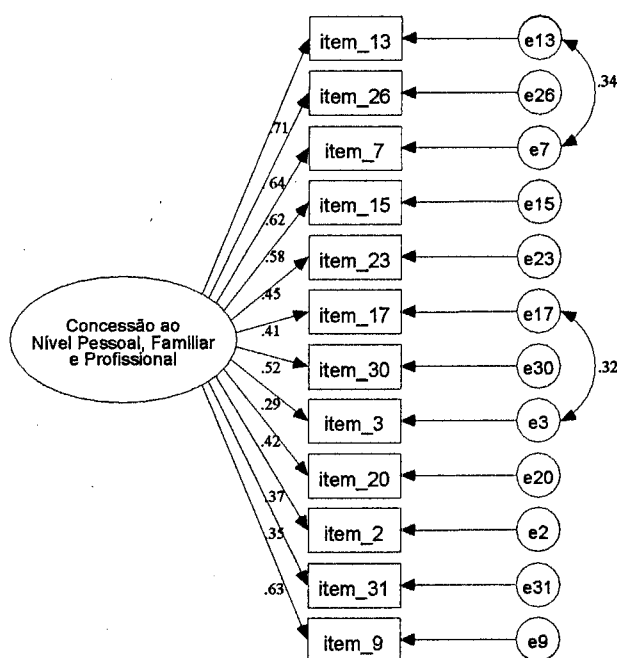 item_13
e13
.34
item_26
e26
.71
item_7
e7
.64
item_15
e15
.62
.58
item_23
e23
.45
item_17
e17
Concessão ao
Nível Pessoal, Familiar
e Profissional
.41
item_30
e30
.52
.32
.29
item_3
e3
.42
item_20
e20
.37
item_2
e2
.35
item_31
e31
.63
item_9
e9